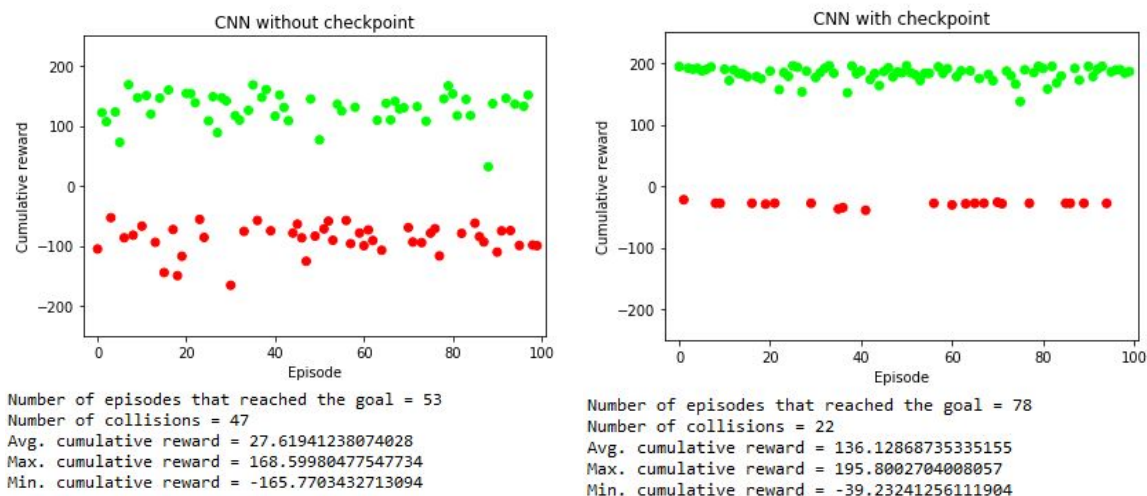 CNN without checkpoint
200
100
0
−100
−200
Cumulative reward
0 20 40 60 80 100
Episode
Number of episodes that reached the goal = 53
Number of collisions = 47
Avg. cumulative reward = 27.61941238074028
Max. cumulative reward = 168.59980477547734
Min. cumulative reward = -165.7703432713094
CNN with checkpoint
200
100
0
−100
−200
Cumulative reward
0 20 40 60 80 100
Episode
Number of episodes that reached the goal = 78
Number of collisions = 22
Avg. cumulative reward = 136.12868735335155
Max. cumulative reward = 195.8002704008057
Min. cumulative reward = -39.23241256111904